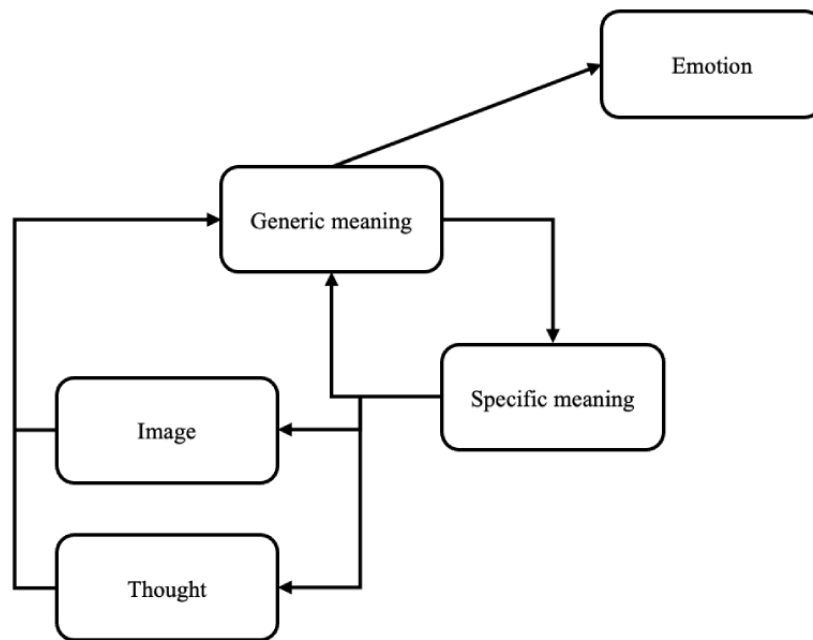 Emotion
Generic meaning
Specific meaning
Image
Thought